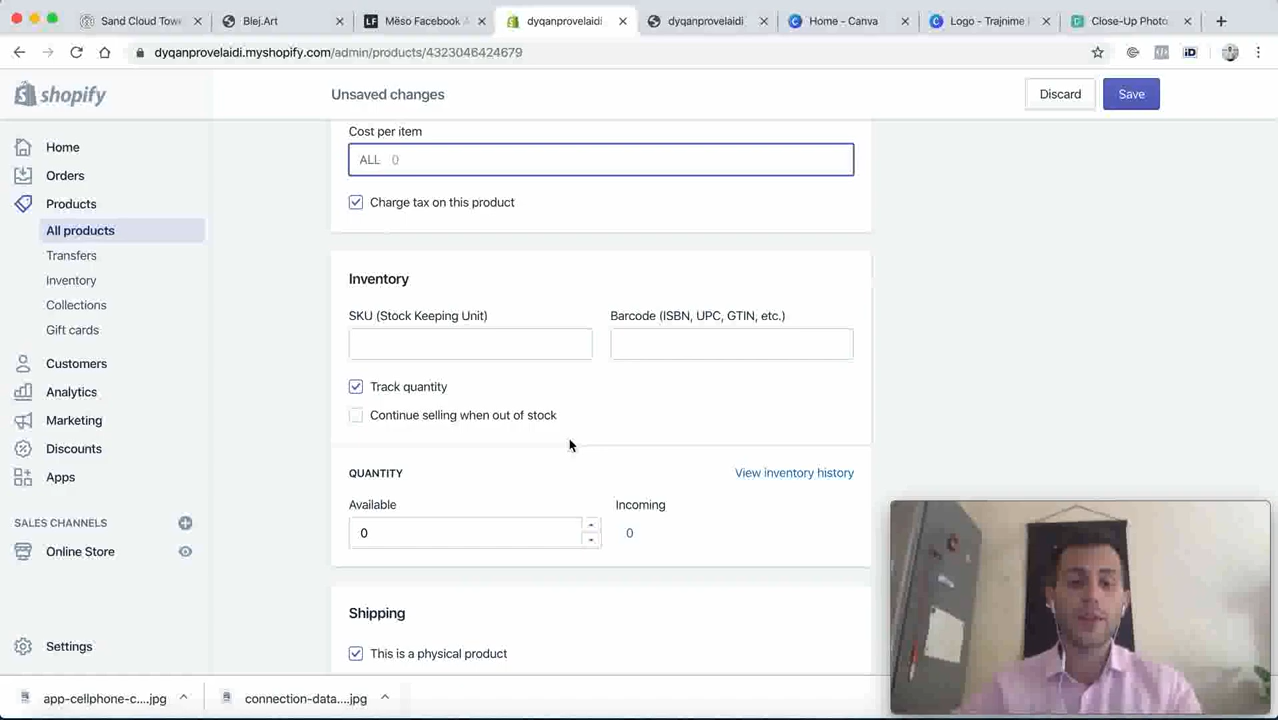 Sand Cloud Tow
Blej.Art
Mëso Facebook
dyqanprovelaidi
dyqanprovelaidi
Home - Canva
Logo - Trajnime
Close-Up Photo
dyqanprovelaidi.myshopify.com/admin/products/4323046424679
iD
shopify
Unsaved changes
Discard
Save
Home
Orders
Products
All products
Transfers
Inventory
Collections
Gift cards
Customers
Analytics
Marketing
Discounts
Apps
SALES CHANNELS
Online Store
Settings
Cost per item
ALL 0
Charge tax on this product
Inventory
SKU (Stock Keeping Unit)
Barcode (ISBN, UPC, GTIN, etc.)
Track quantity
Continue selling when out of stock
QUANTITY
View inventory history
Available
Incoming
0
0
Shipping
This is a physical product
app-cellphone-c....jpg
connection-data....jpg